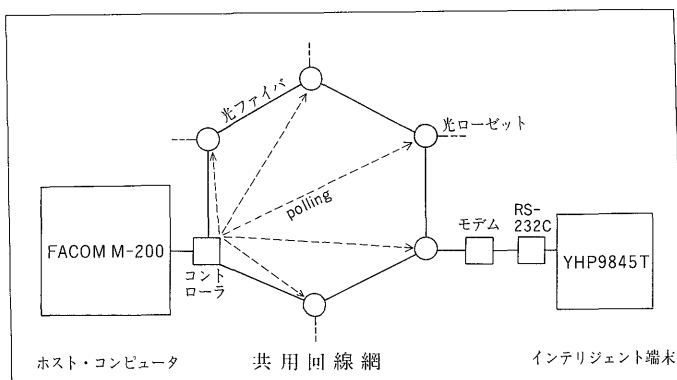 光ファイバ
光ローゼット
polling
FACOM M-200
コント
ローラ
モデム
RS-
232C
YHP9845T
ホスト・コンピュータ
共用回線網
インテリジェント端末